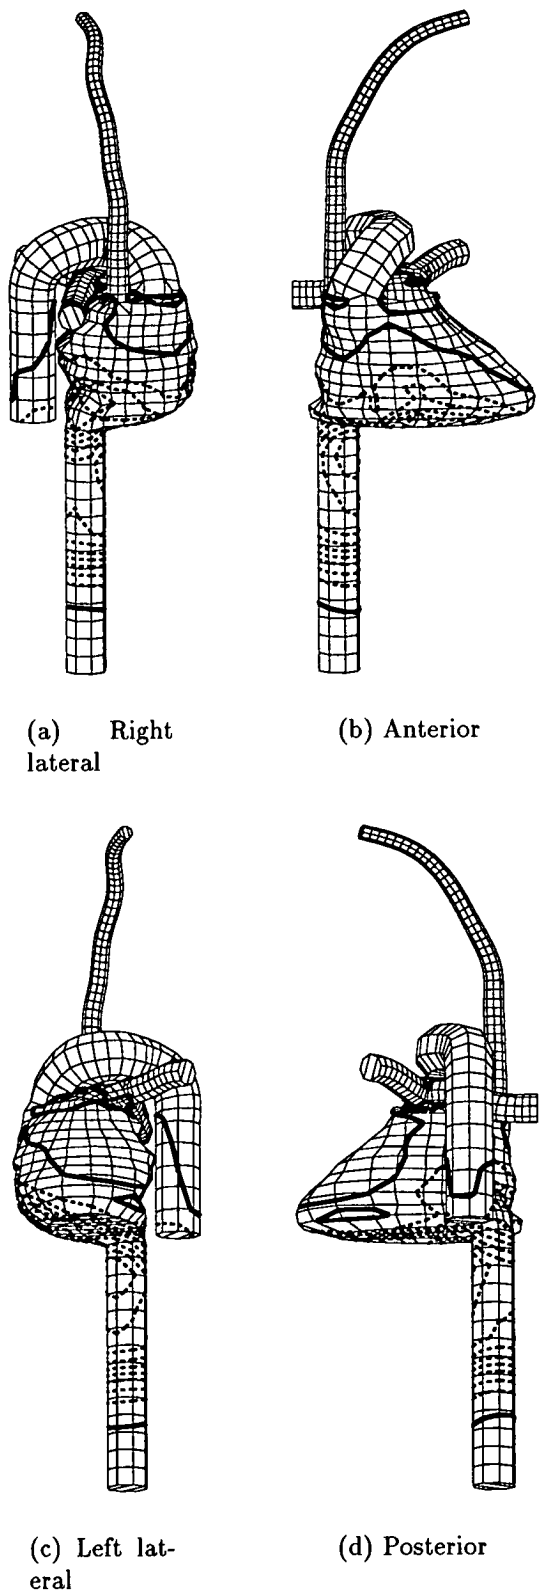 (a) Right
lateral
(b) Anterior
(c) Left lat-
eral
(d) Posterior